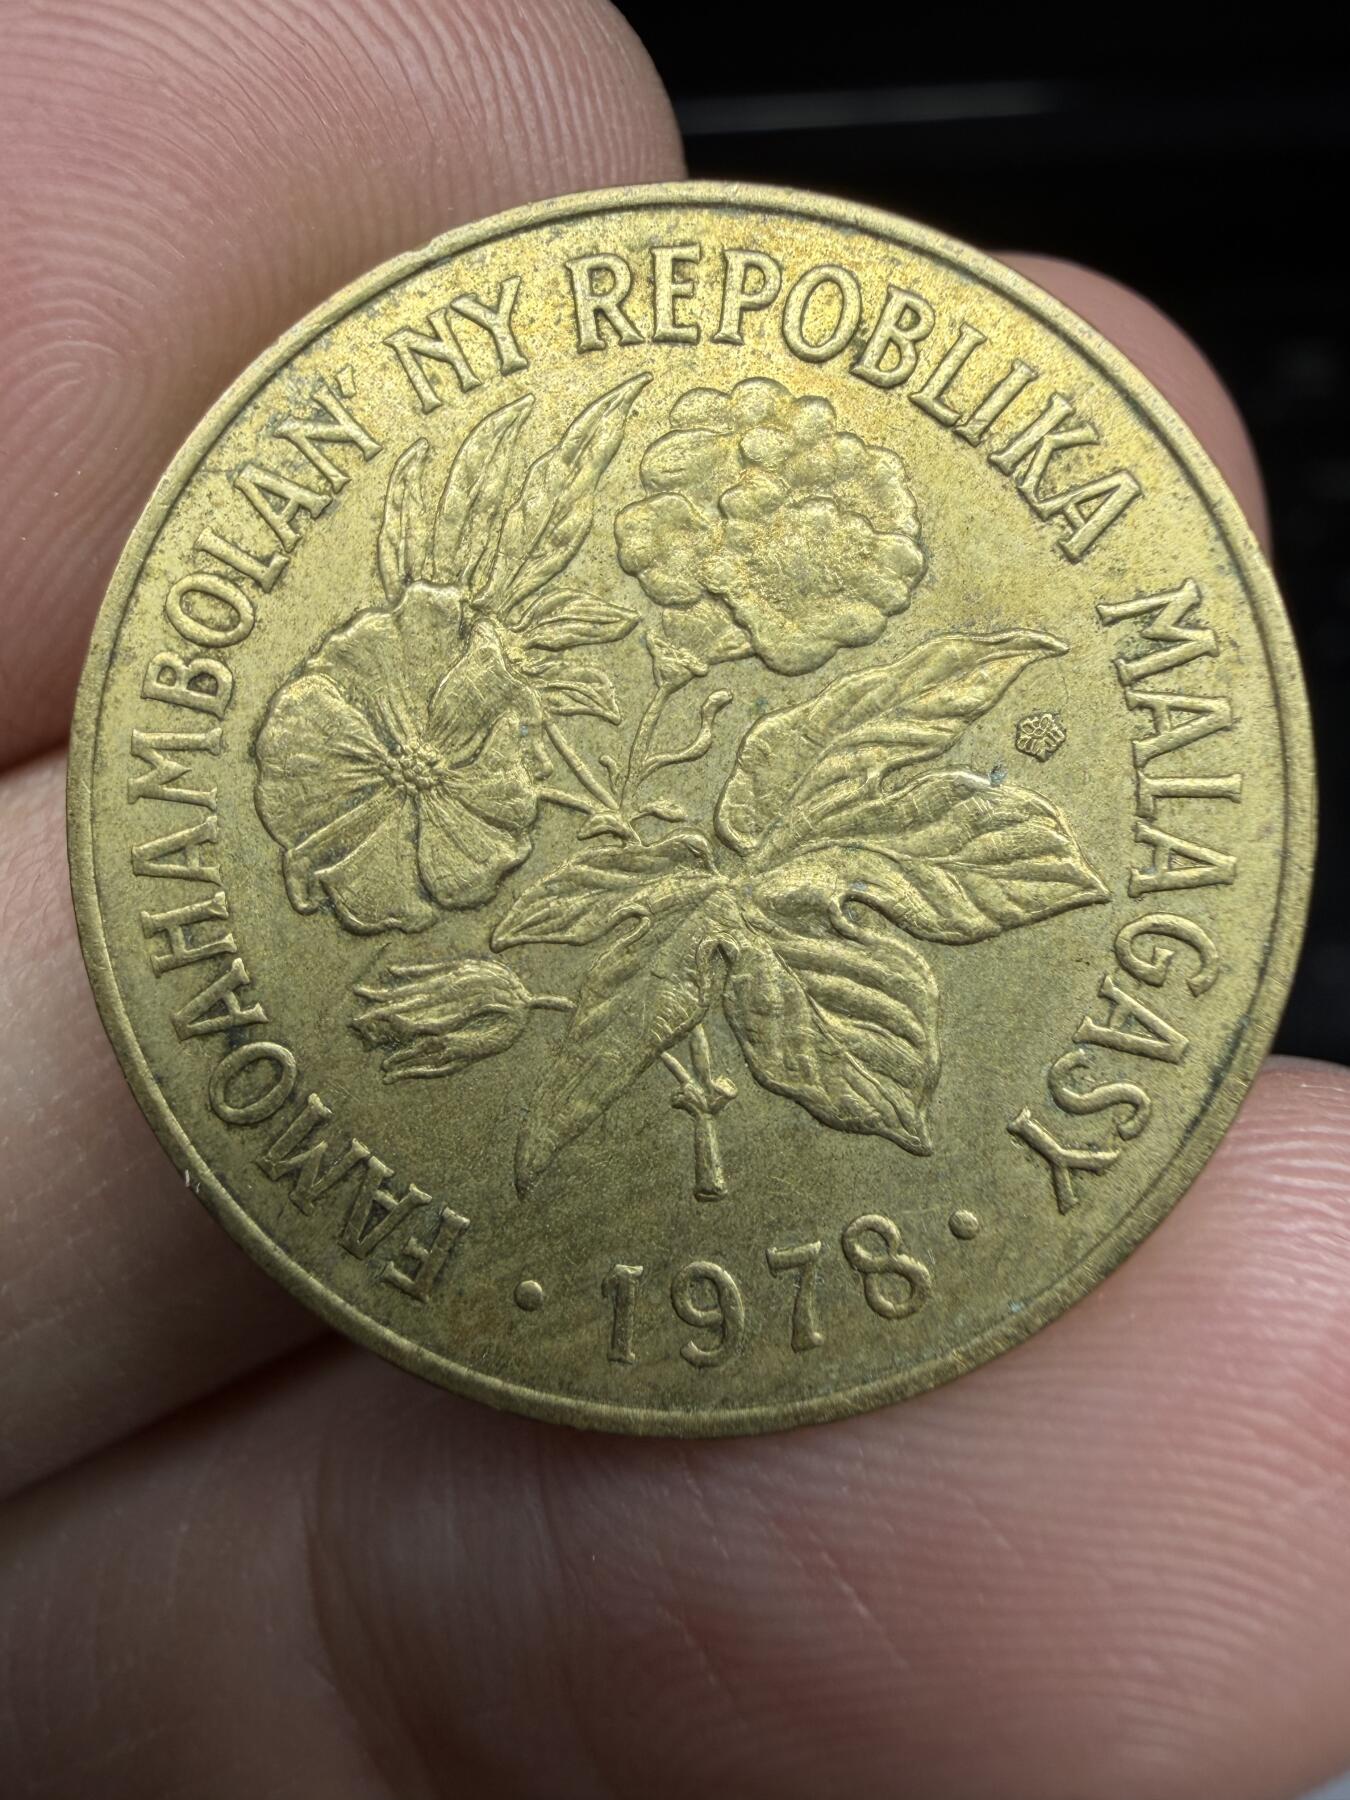 FAMOAHAMBOLAN' NY REPOBLIKA MALAGASY
· 1978 ·